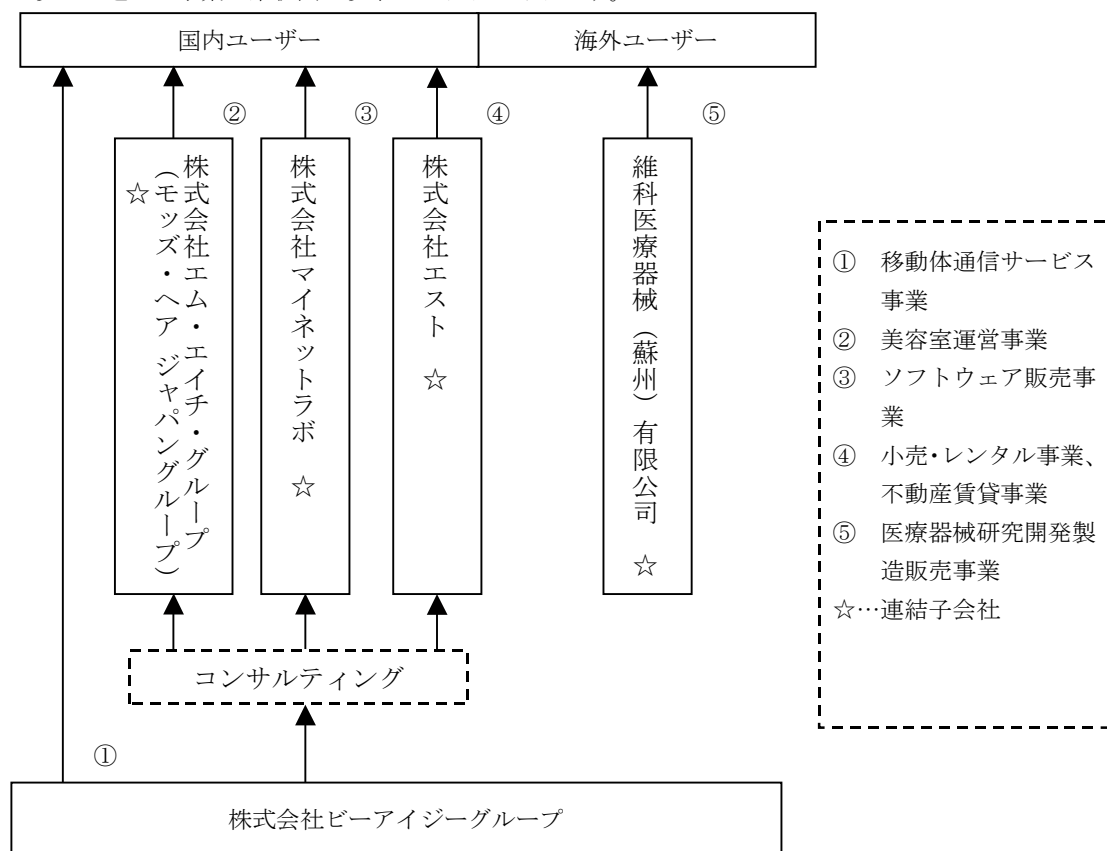 国内ユーザー
海外ユーザー
②
③
④
⑤
株式会社エム・エイチ・グループ
（モッズ・ヘア ジャパングループ）
☆
株式会社マイネットラボ ☆
株式会社エスト ☆
維科医療器械（蘇州）有限公司 ☆
コンサルティング
①
株式会社ビーアイジーグループ
① 移動体通信サービス
事業
② 美容室運営事業
③ ソフトウェア販売事
業
④ 小売・レンタル事業、
不動産賃貸事業
⑤ 医療器械研究開発製
造販売事業
☆…連結子会社